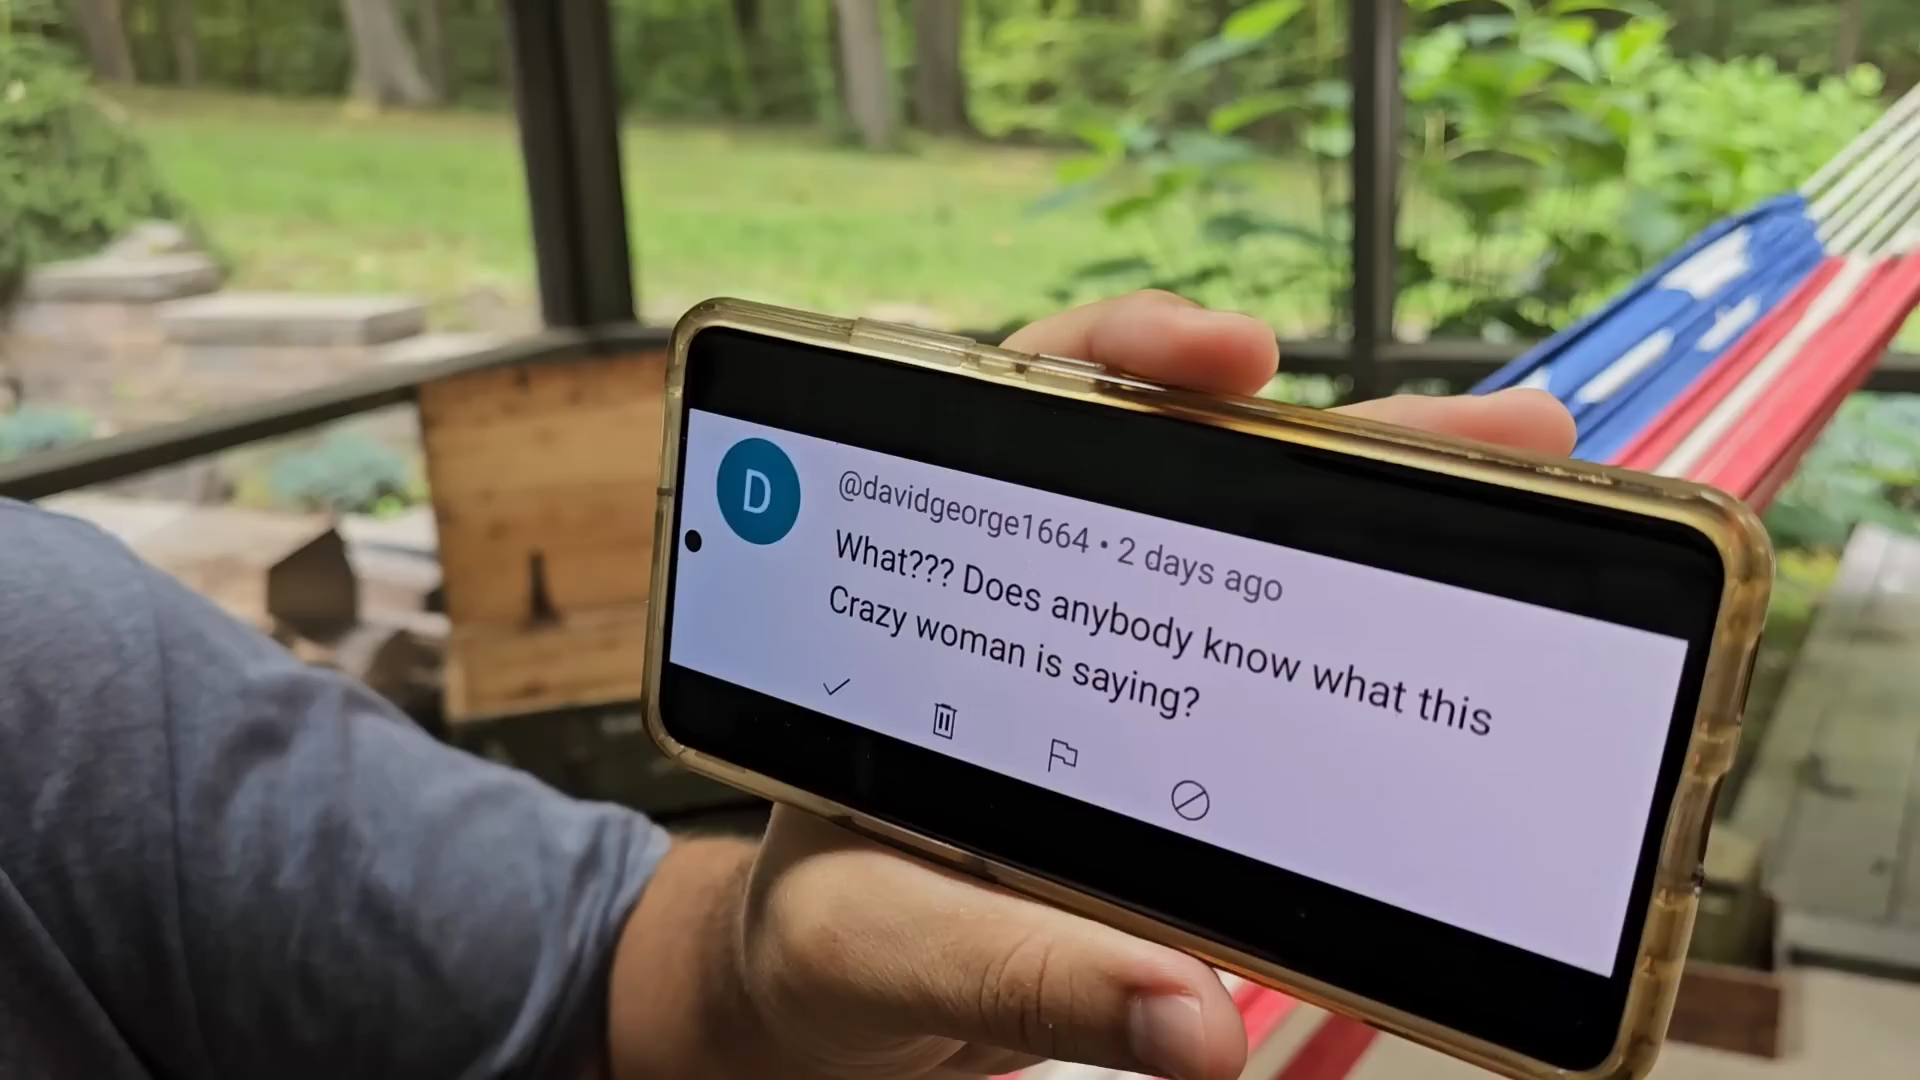 D
@davidgeorge1664 • 2 days ago
What??? Does anybody know what this
Crazy woman is saying?